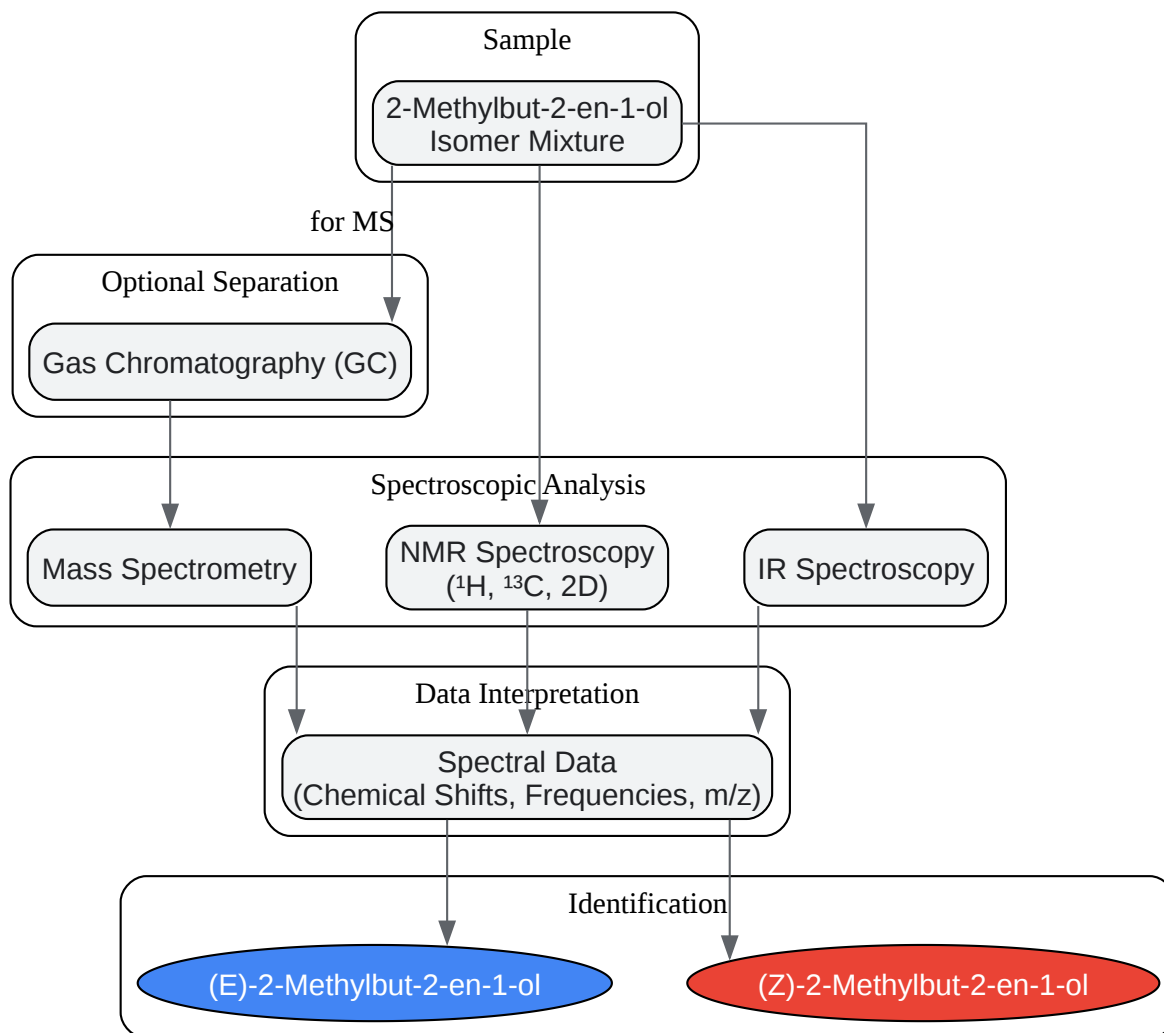 Sample
2-Methylbut-2-en-1-ol
Isomer Mixture
for MS
Optional Separation
Gas Chromatography (GC)
Spectroscopic Analysis
Mass Spectrometry
NMR Spectroscopy
(¹H, ¹³C, 2D)
IR Spectroscopy
Data Interpretation
Spectral Data
(Chemical Shifts, Frequencies, m/z)
Identification
(E)-2-Methylbut-2-en-1-ol
(Z)-2-Methylbut-2-en-1-ol